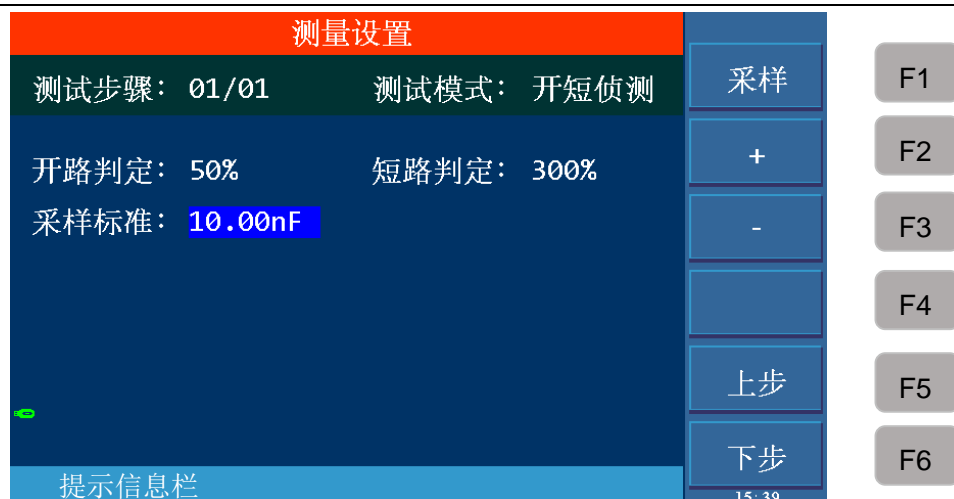 测量设置
测试步骤： 01/01 测试模式： 开短侦测
开路判定： 50% 短路判定： 300%
采样标准： 10.00nF
提示信息栏
采样
+
-
上步
下步
15:39
F1
F2
F3
F4
F5
F6